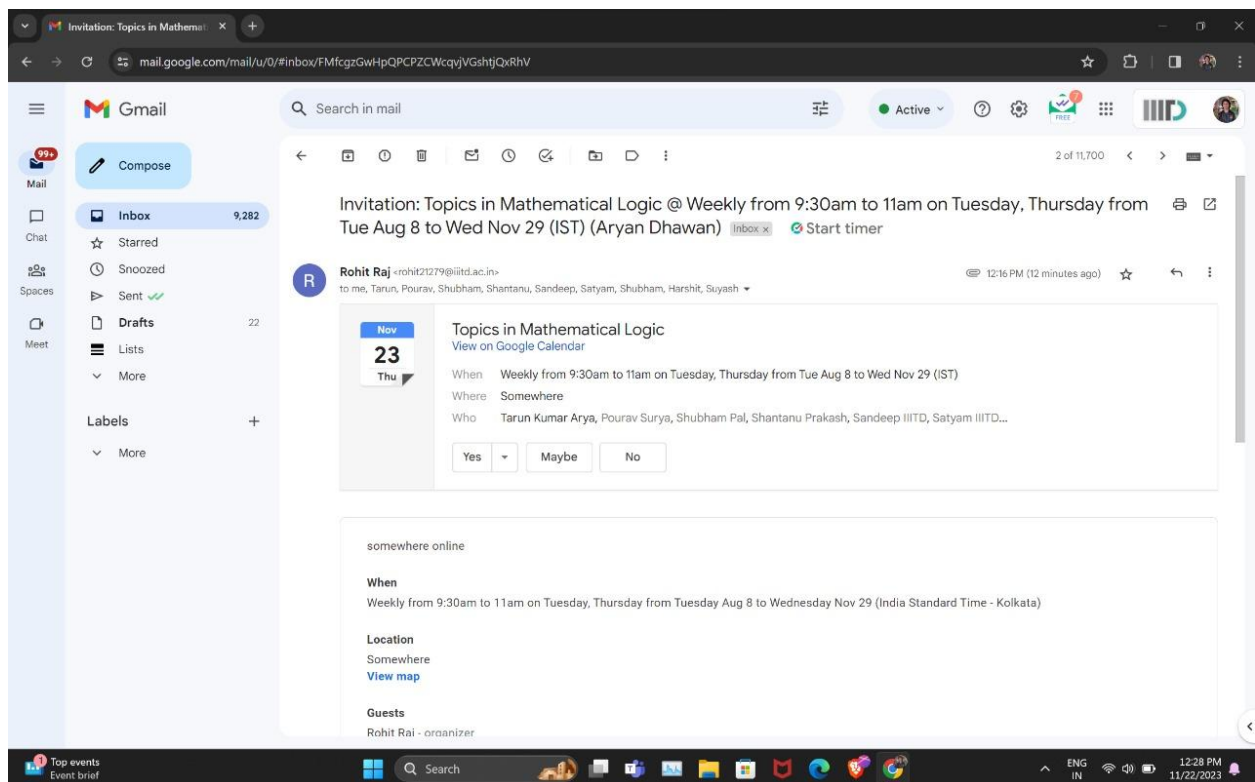 Invitation: Topics in Mathemat
mail.google.com/mail/u/0/#inbox/FMfcgzGwHpQPCPZCWcqvjVGshtjQxRhV
Gmail
Search in mail
Active
7
FREE
IIID
99+
Mail
Chat
Spaces
Meet
Compose
Inbox 9,282
Starred
Snoozed
Sent
Drafts 22
Lists
More
Labels +
More
2 of 11,700
Invitation: Topics in Mathematical Logic @ Weekly from 9:30am to 11am on Tuesday, Thursday from
Tue Aug 8 to Wed Nov 29 (IST) (Aryan Dhawan) Inbox x Start timer
R
Rohit Raj <rohit21279@iiitd.ac.in> 12:16 PM (12 minutes ago)
to me, Tarun, Pourav, Shubham, Shantanu, Sandeep, Satyam, Shubham, Harshit, Suyash
Nov
23
Thu
Topics in Mathematical Logic
View on Google Calendar
When Weekly from 9:30am to 11am on Tuesday, Thursday from Tue Aug 8 to Wed Nov 29 (IST)
Where Somewhere
Who Tarun Kumar Arya, Pourav Surya, Shubham Pal, Shantanu Prakash, Sandeep IIITD, Satyam IIITD...
Yes Maybe No
somewhere online
When
Weekly from 9:30am to 11am on Tuesday, Thursday from Tuesday Aug 8 to Wednesday Nov 29 (India Standard Time - Kolkata)
Location
Somewhere
View map
Guests
Rohit Raj - organizer
1
Top events
Event brief
Search
ENG
IN
12:28 PM
11/22/2023